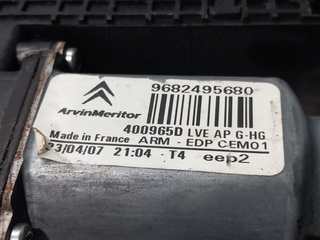 9682495680
ArvinMeritor
400965D LVE AP G-HG
Made in France ARM - EDP CEM01
23/04/07 21:04 - T4 eep2